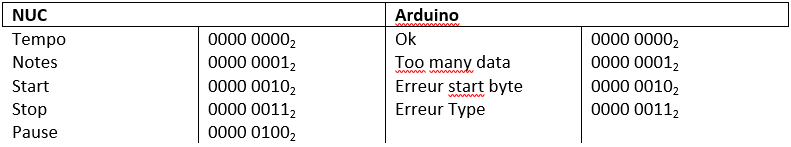 NUC Arduino
Tempo 0000 0000₂ Ok 0000 0000₂
Notes 0000 0001₂ Too many data 0000 0001₂
Start 0000 0010₂ Erreur start byte 0000 0010₂
Stop 0000 0011₂ Erreur Type 0000 0011₂
Pause 0000 0100₂